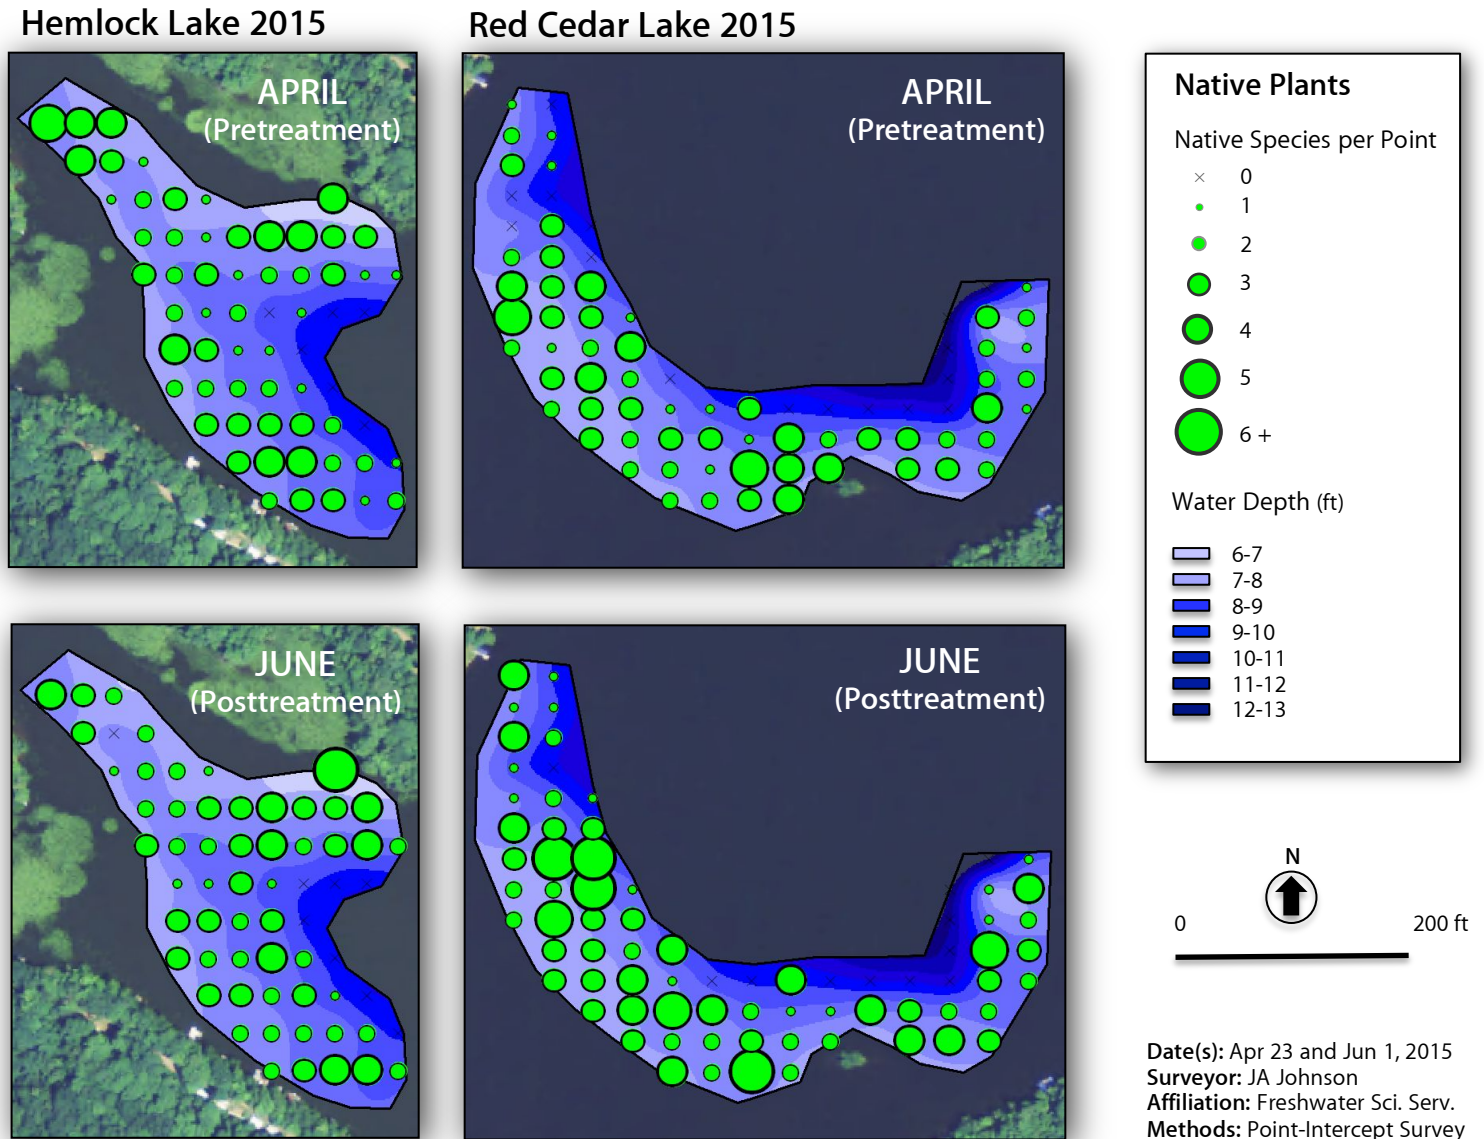 Hemlock Lake 2015
Red Cedar Lake 2015
APRIL
(Pretreatment)
APRIL
(Pretreatment)
JUNE
(Posttreatment)
JUNE
(Posttreatment)
Native Plants
Native Species per Point
0
1
2
3
4
5
6 +
Water Depth (ft)
6-7
7-8
8-9
9-10
10-11
11-12
12-13
N
0 200 ft
Date(s): Apr 23 and Jun 1, 2015
Surveyor: JA Johnson
Affiliation: Freshwater Sci. Serv.
Methods: Point-Intercept Survey